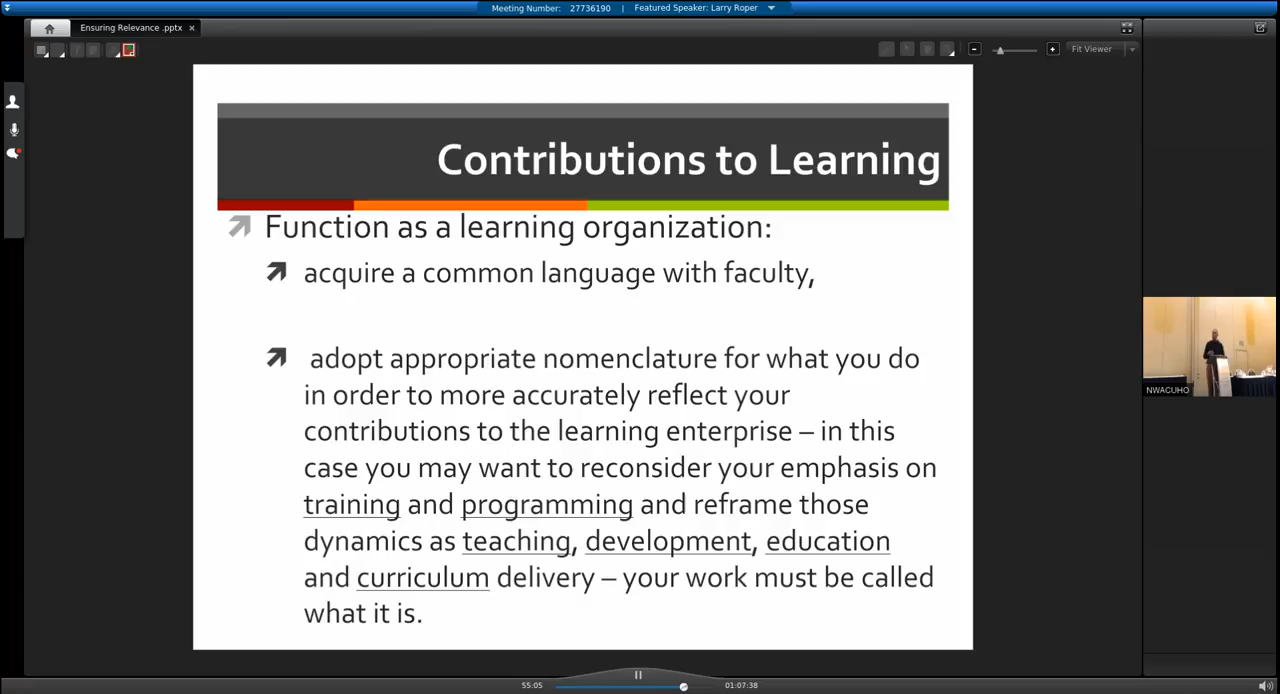 Meeting Number: 27736190 | Featured Speaker: Larry Roper
Ensuring Relevance .pptx
Fit Viewer
Contributions to Learning
Function as a learning organization:
acquire a common language with faculty,
adopt appropriate nomenclature for what you do
in order to more accurately reflect your
contributions to the learning enterprise – in this
case you may want to reconsider your emphasis on
training and programming and reframe those
dynamics as teaching, development, education
and curriculum delivery – your work must be called
what it is.
NWACUHO
55:05
01:07:38